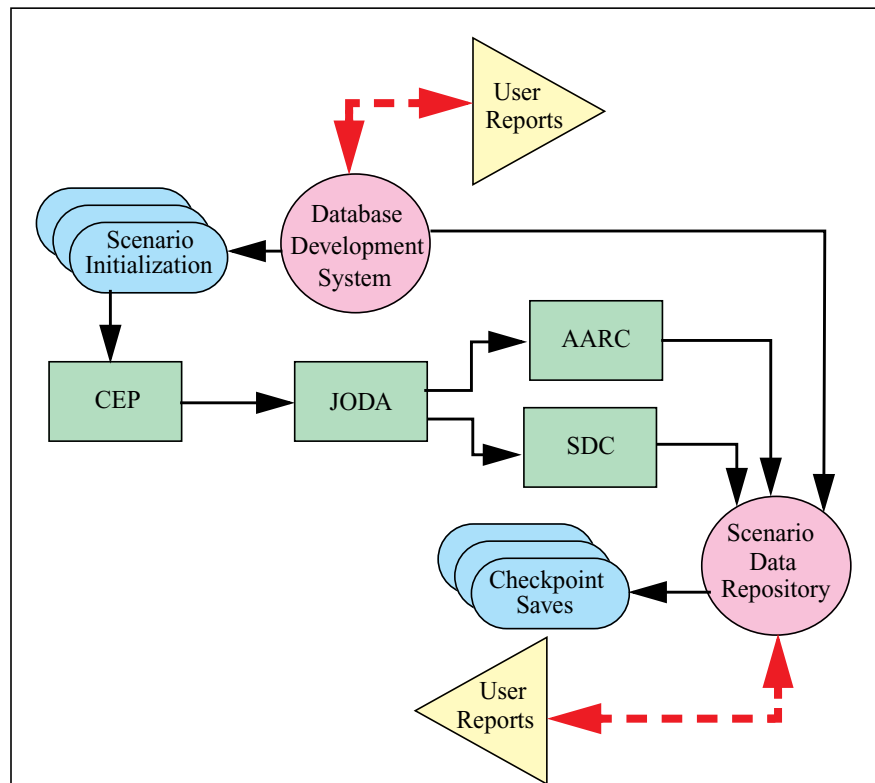 User
Reports
Database
Development
System
Scenario
Initialization
AARC
CEP
JODA
SDC
Scenario
Data
Repository
Checkpoint
Saves
User
Reports